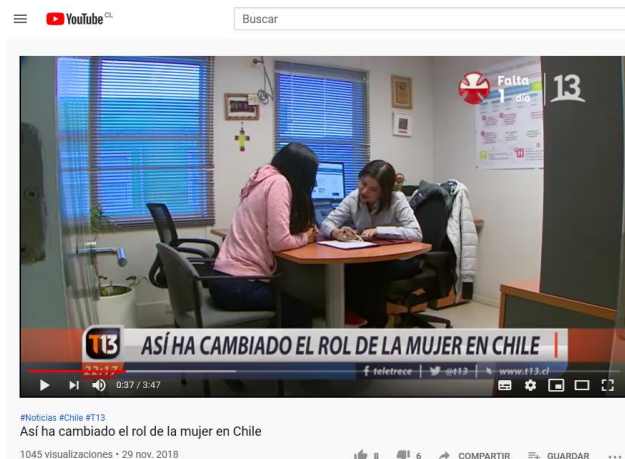 YouTube CL
Buscar
Falta
1 día
13
T13
ASÍ HA CAMBIADO EL ROL DE LA MUJER EN CHILE
22:17
teletrece | @t13 | www.t13.cl
0:37 / 3:47
#Noticias #Chile #T13
Así ha cambiado el rol de la mujer en Chile
1045 visualizaciones • 29 nov. 2018
8
6
COMPARTIR
GUARDAR